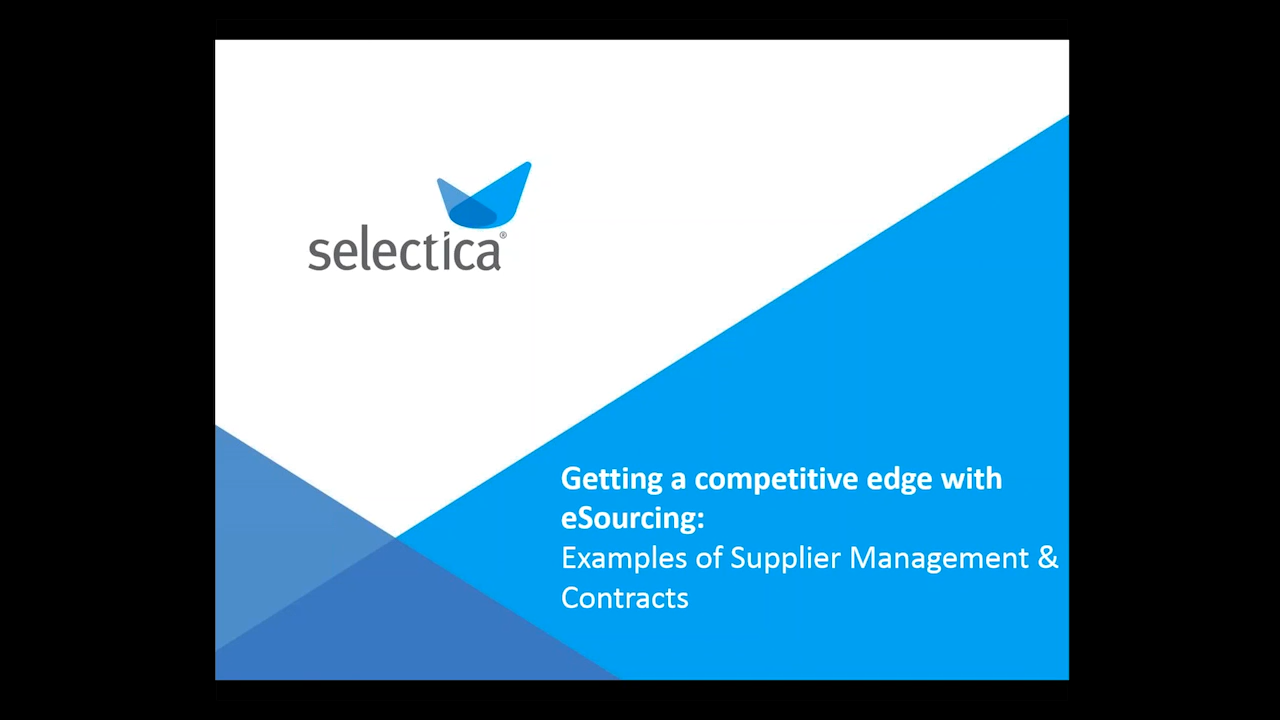 selectica®
Getting a competitive edge with
eSourcing:
Examples of Supplier Management &
Contracts